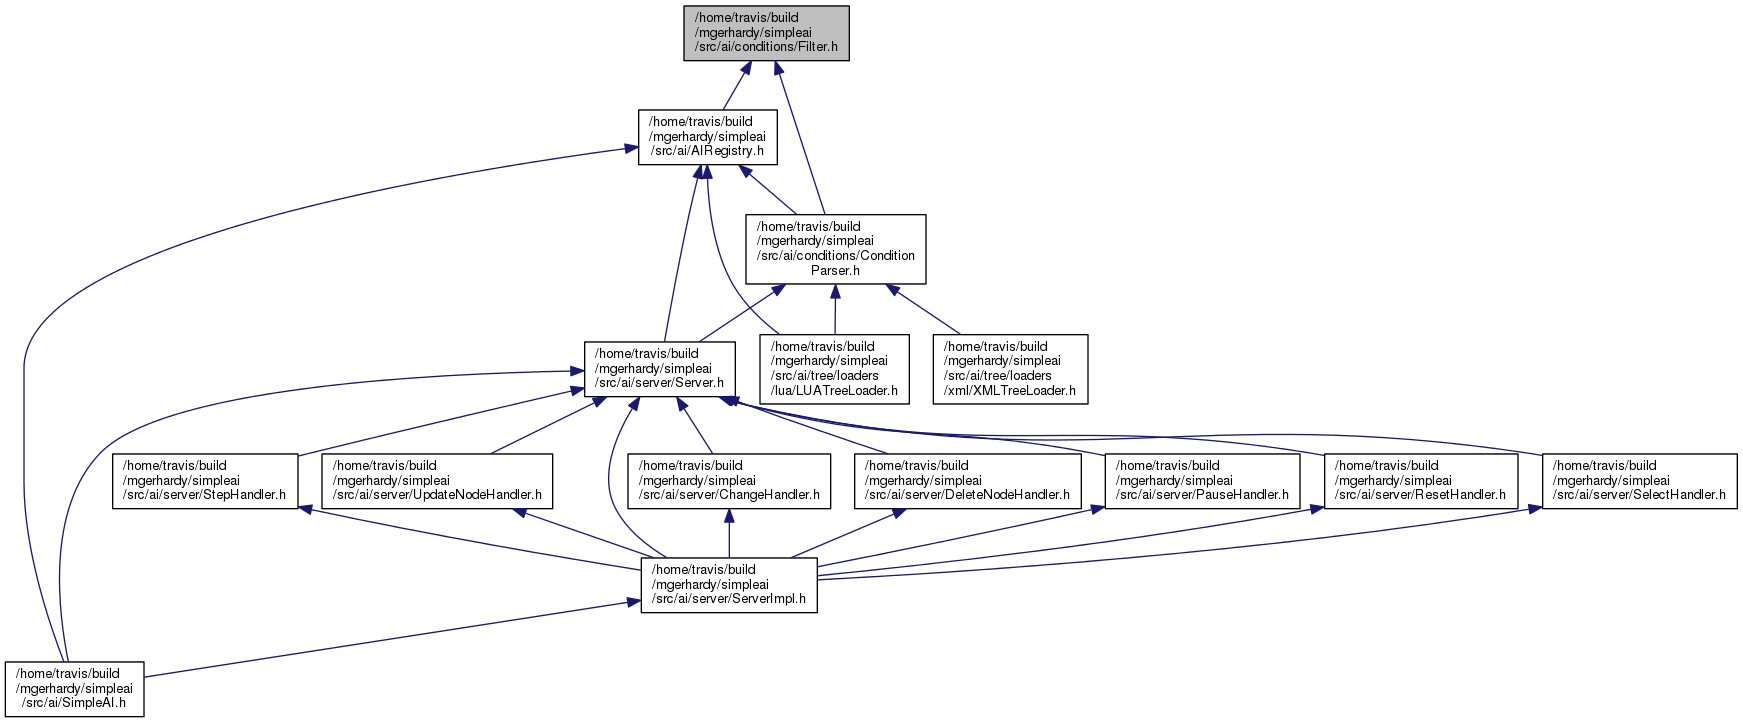 /home/travis/build
/mgerhardy/simpleai
/src/ai/conditions/Filter.h
/home/travis/build
/mgerhardy/simpleai
/src/ai/AIRegistry.h
/home/travis/build
/mgerhardy/simpleai
/src/ai/conditions/Condition
Parser.h
/home/travis/build
/mgerhardy/simpleai
/src/ai/server/Server.h
/home/travis/build
/mgerhardy/simpleai
/src/ai/tree/loaders
/lua/LUATreeLoader.h
/home/travis/build
/mgerhardy/simpleai
/src/ai/tree/loaders
/xml/XMLTreeLoader.h
/home/travis/build
/mgerhardy/simpleai
/src/ai/server/StepHandler.h
/home/travis/build
/mgerhardy/simpleai
/src/ai/server/UpdateNodeHandler.h
/home/travis/build
/mgerhardy/simpleai
/src/ai/server/ChangeHandler.h
/home/travis/build
/mgerhardy/simpleai
/src/ai/server/DeleteNodeHandler.h
/home/travis/build
/mgerhardy/simpleai
/src/ai/server/PauseHandler.h
/home/travis/build
/mgerhardy/simpleai
/src/ai/server/ResetHandler.h
/home/travis/build
/mgerhardy/simpleai
/src/ai/server/SelectHandler.h
/home/travis/build
/mgerhardy/simpleai
/src/ai/server/ServerImpl.h
/home/travis/build
/mgerhardy/simpleai
/src/ai/SimpleAI.h